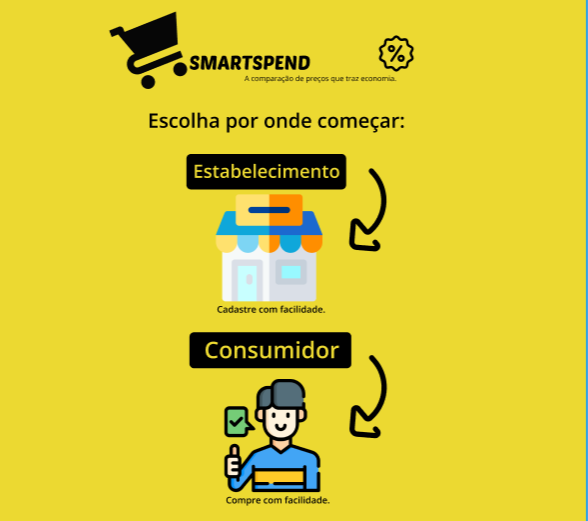 SMARTSPEND
%
A comparação de preços que traz economia.
Escolha por onde começar:
Estabelecimento
Cadastre com facilidade.
Consumidor
Compre com facilidade.